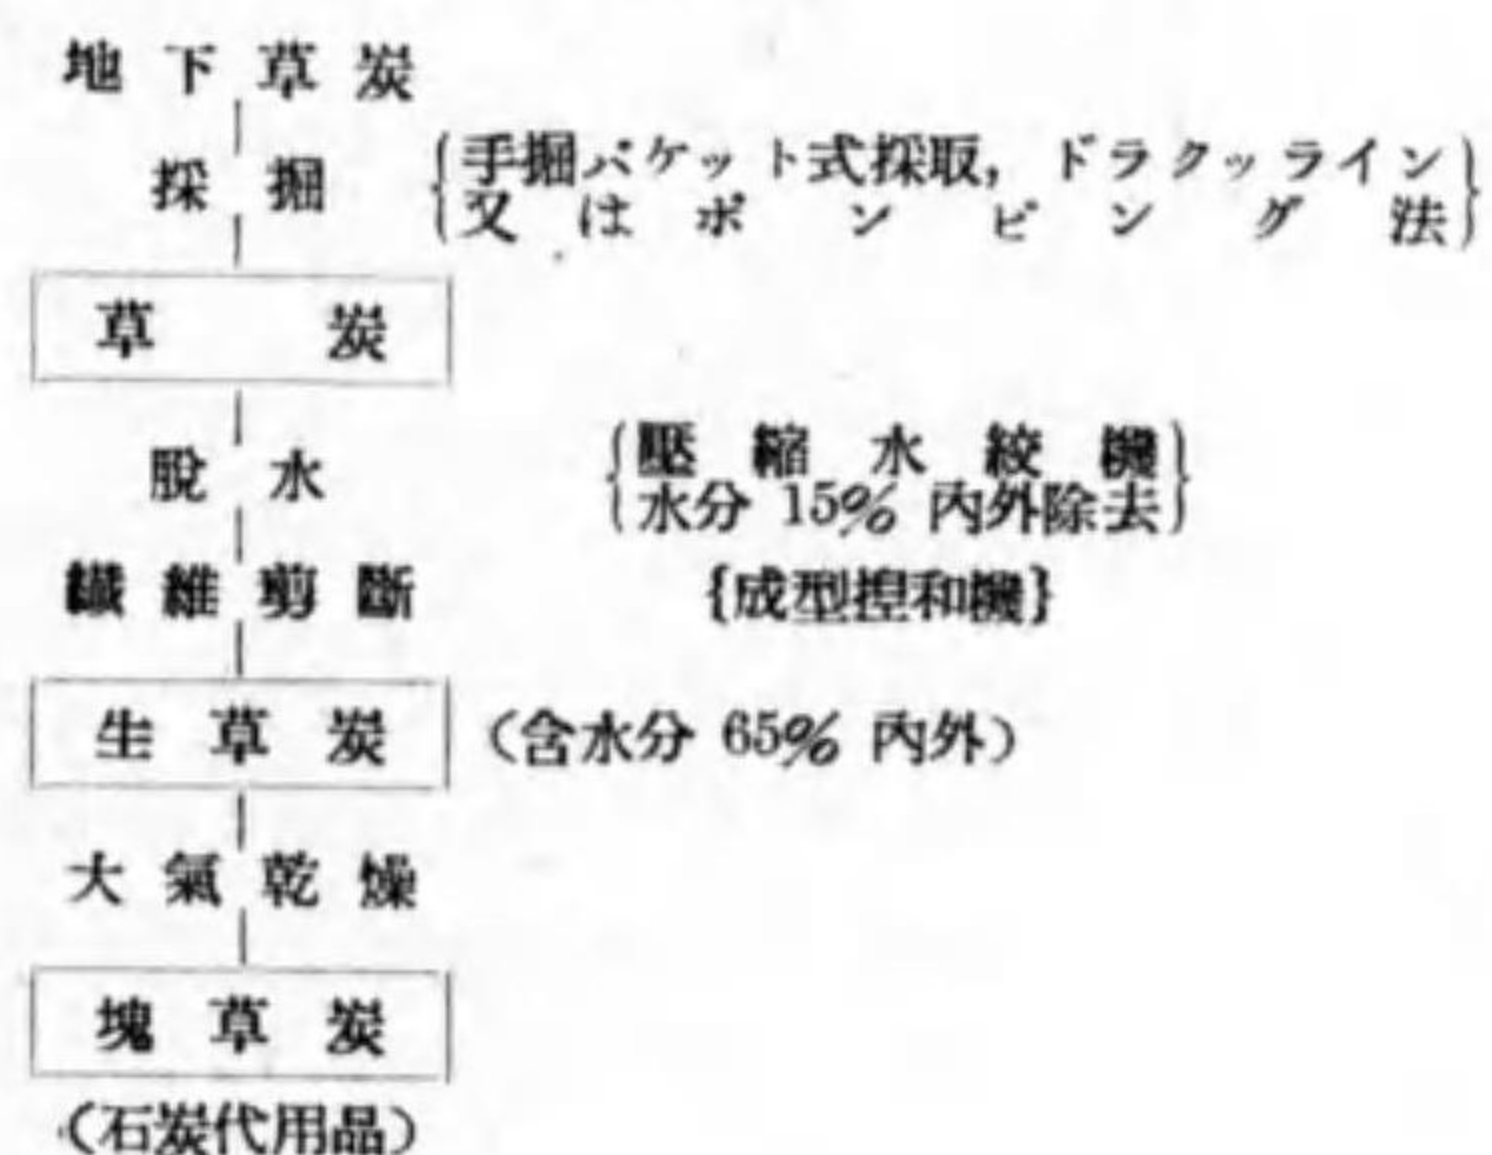 地下草炭
採掘 {手掘バケット式採取，ドラクッライン
又はポンピング法}
草炭
脱水 {壓縮水絞機
水分 15% 內外除去}
繊維剪斷 {成型揑和機}
生草炭 (含水分 65% 內外)
大氣乾燥
塊草炭
(石炭代用品)